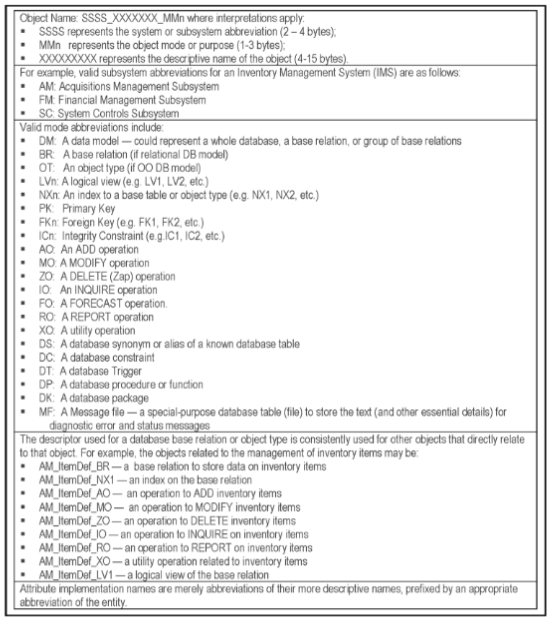 Object Name: SSSS_XXXXXXX_MMn where interpretations apply:
▪ SSSS represents the system or subsystem abbreviation (2 – 4 bytes);
▪ MMn represents the object mode or purpose (1-3 bytes);
▪ XXXXXXXXX represents the descriptive name of the object (4-15 bytes).
For example, valid subsystem abbreviations for an Inventory Management System (IMS) are as follows:
▪ AM: Acquisitions Management Subsystem
▪ FM: Financial Management Subsystem
▪ SC: System Controls Subsystem
Valid mode abbreviations include:
▪ DM: A data model — could represent a whole database, a base relation, or group of base relations
▪ BR: A base relation (if relational DB model)
▪ OT: An object type (if OO DB model)
▪ LVn: A logical view (e.g. LV1, LV2, etc.)
▪ NXn: An index to a base table or object type (e.g. NX1, NX2, etc.)
▪ PK: Primary Key
▪ FKn: Foreign Key (e.g. FK1, FK2, etc.)
▪ ICn: Integrity Constraint (e.g.IC1, IC2, etc.)
▪ AO: An ADD operation
▪ MO: A MODIFY operation
▪ ZO: A DELETE (Zap) operation
▪ IO: An INQUIRE operation
▪ FO: A FORECAST operation.
▪ RO: A REPORT operation
▪ XO: A utility operation
▪ DS: A database synonym or alias of a known database table
▪ DC: A database constraint
▪ DT: A database Trigger
▪ DP: A database procedure or function
▪ DK: A database package
▪ MF: A Message file — a special-purpose database table (file) to store the text (and other essential details) for
diagnostic error and status messages
The descriptor used for a database base relation or object type is consistently used for other objects that directly relate
to that object. For example, the objects related to the management of inventory items may be:
▪ AM_ItemDef_BR — a base relation to store data on inventory items
▪ AM_ItemDef_NX1 — an index on the base relation
▪ AM_ItemDef_AO — an operation to ADD inventory items
▪ AM_ItemDef_MO — an operation to MODIFY inventory items
▪ AM_ItemDef_ZO — an operation to DELETE inventory items
▪ AM_ItemDef_IO — an operation to INQUIRE on inventory items
▪ AM_ItemDef_RO — an operation to REPORT on inventory items
▪ AM_ItemDef_XO — a utility operation related to inventory items
▪ AM_ItemDef_LV1 — a logical view of the base relation
Attribute implementation names are merely abbreviations of their more descriptive names, prefixed by an appropriate
abbreviation of the entity.